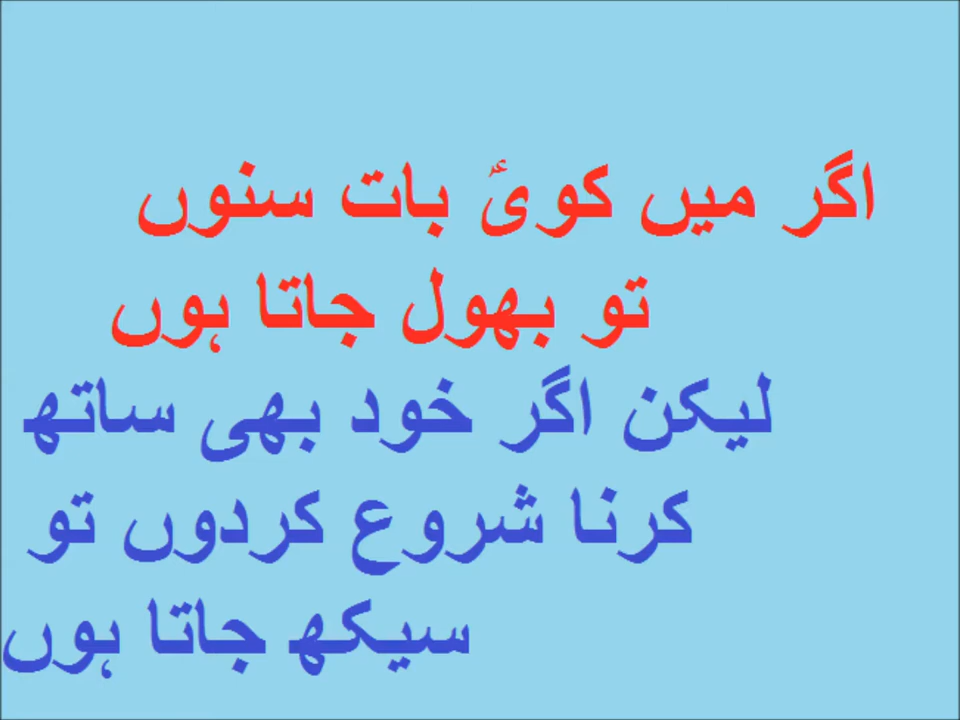 اگر میں کویٔ بات سنوں
تو بھول جاتا ہوں
لیکن اگر خود بھی ساتھ
کرنا شروع کردوں تو
سیکھ جاتا ہوں